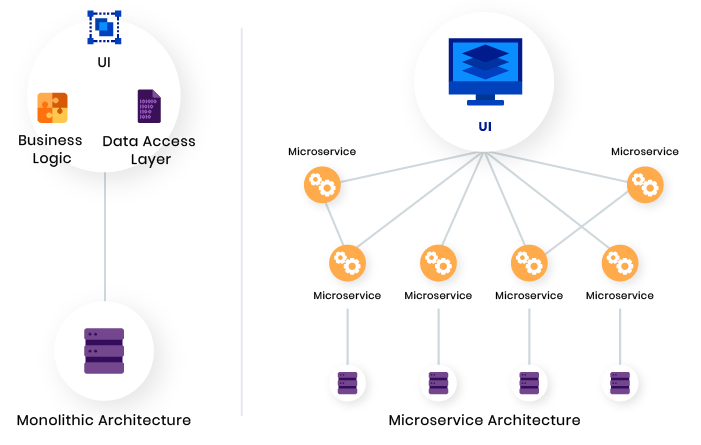 UI
Business
Logic
Data Access
Layer
Monolithic Architecture
UI
Microservice
Microservice
Microservice
Microservice
Microservice
Microservice
Microservice Architecture